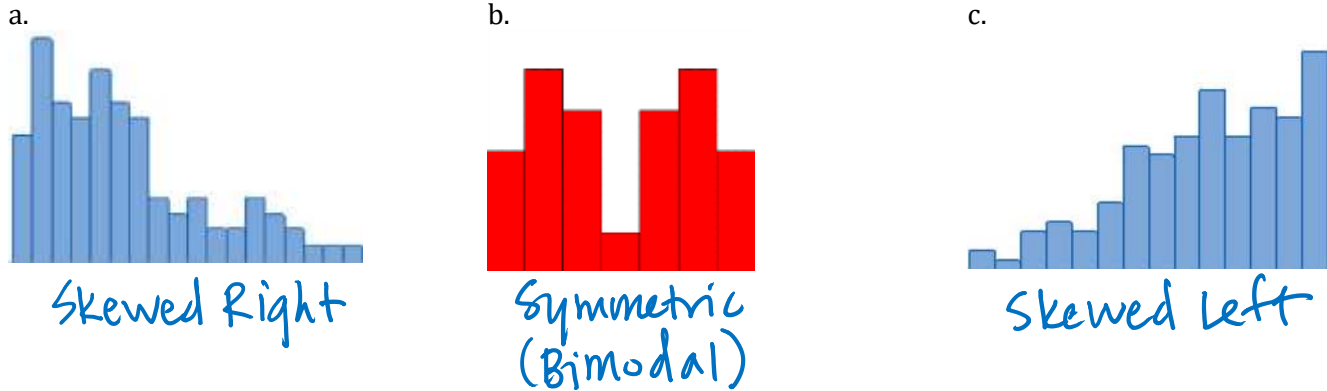 a.
b.
c.
Skewed Right
Symmetric
(Bimodal)
Skewed Left